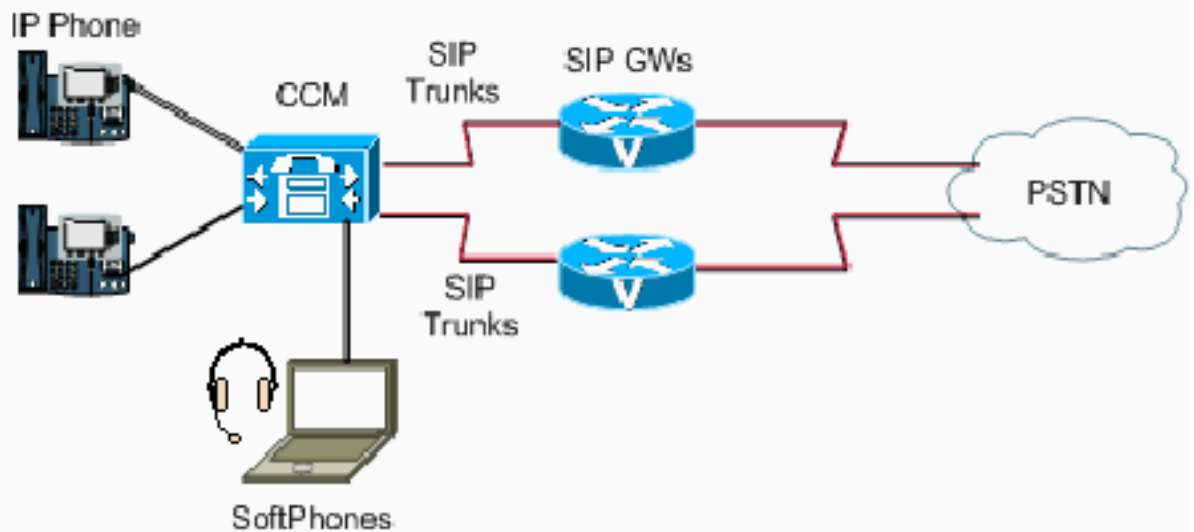 IP Phone
CCM
SIP
Trunks
SIP GWs
V
PSTN
V
SIP
Trunks
SoftPhones